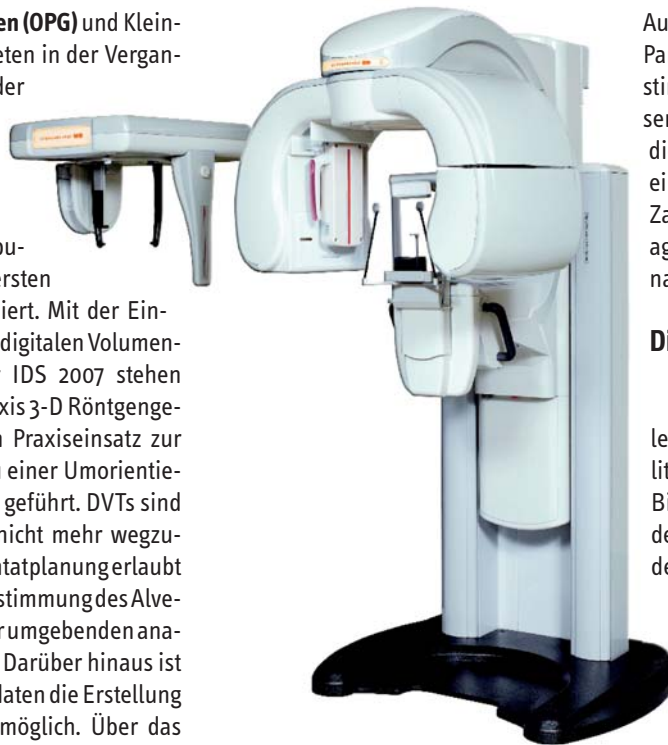 en (OPG) und Klein-
eten in der Vergan-
der
pu-
ersten
iert. Mit der Ein-
digitalen Volumen-
IDS 2007 stehen
xis 3-D Röntgenge-
Praxiseinsatz zur
einer Umorientie-
geführt. DVTs sind
nicht mehr wegzu-
ntatplanung erlaubt
stimmung des Alve-
r umgebenden ana-
Darüber hinaus ist
daten die Erstellung
möglich. Über das
Au
Pa
stin
ser
di
ei
Za
ag
na
Di
le
lit
Bi
de
de